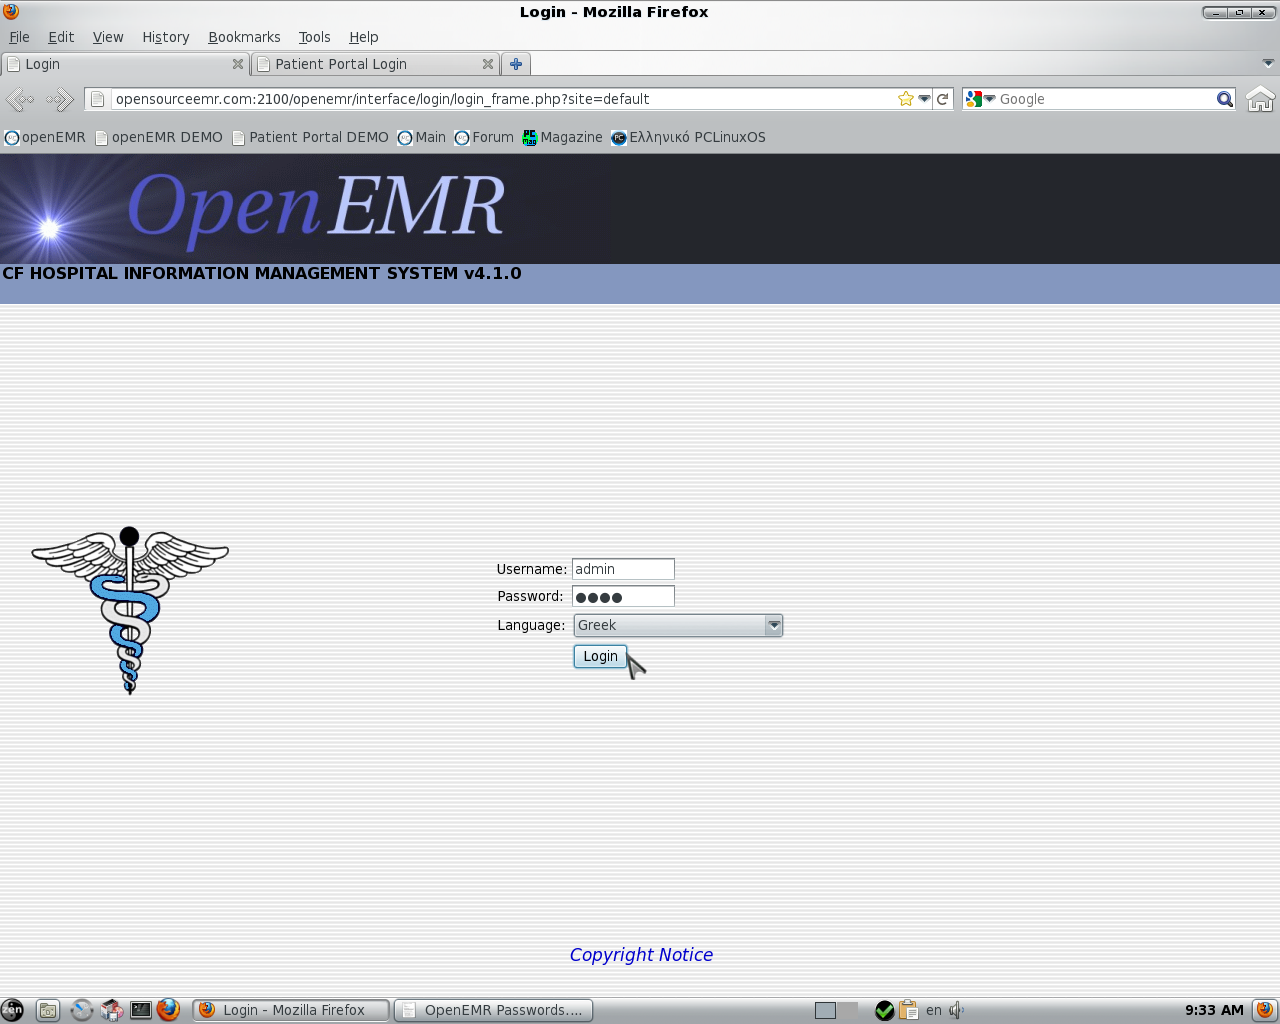 Login - Mozilla Firefox
File Edit View History Bookmarks Tools Help
Login Patient Portal Login
opensourceemr.com:2100/openemr/interface/login/login_frame.php?site=default Google
openEMR openEMR DEMO Patient Portal DEMO Main Forum Magazine Ελληνικό PCLinuxOS
OpenEMR
CF HOSPITAL INFORMATION MANAGEMENT SYSTEM v4.1.0
Username: admin
Password: ●●●●
Language: Greek
Login
Copyright Notice
zen Login - Mozilla Firefox OpenEMR Passwords.... en 9:33 AM